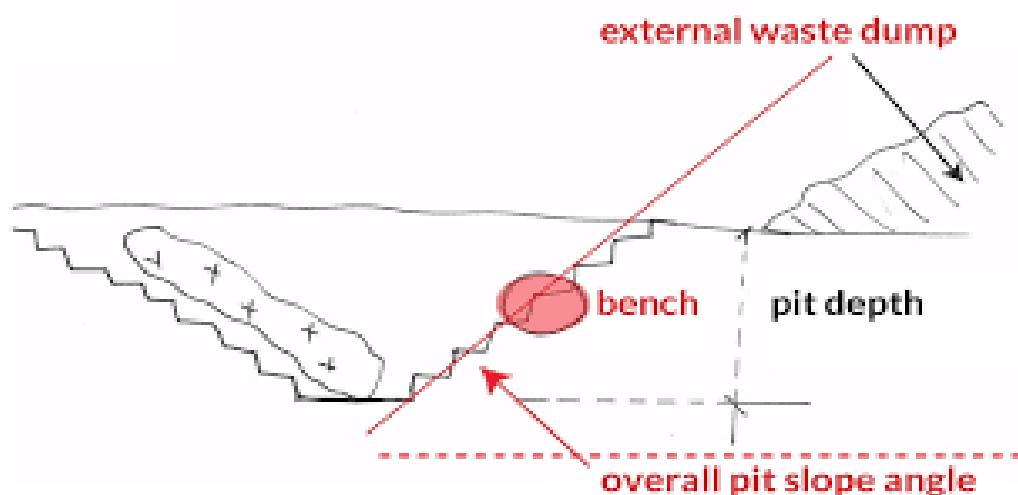 external waste dump
bench
pit depth
overall pit slope angle